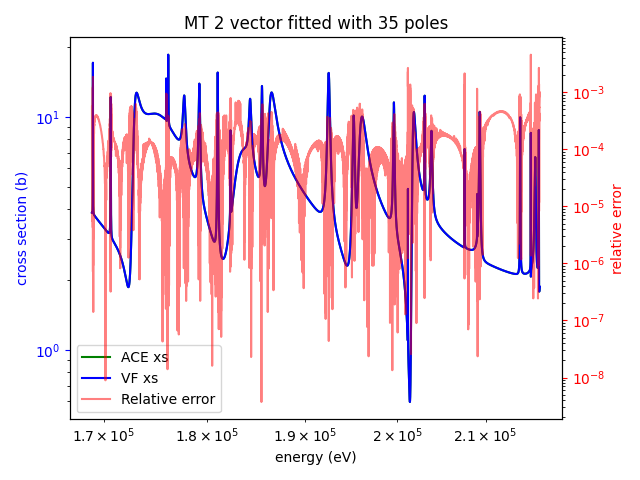 MT 2 vector fitted with 35 poles
cross section (b)
10¹
10⁰
10⁻³
10⁻⁴
10⁻⁵
10⁻⁶
10⁻⁷
10⁻⁸
relative error
ACE xs
VF xs
Relative error
1.7 × 10⁵ 1.8 × 10⁵ 1.9 × 10⁵ 2 × 10⁵ 2.1 × 10⁵
energy (eV)